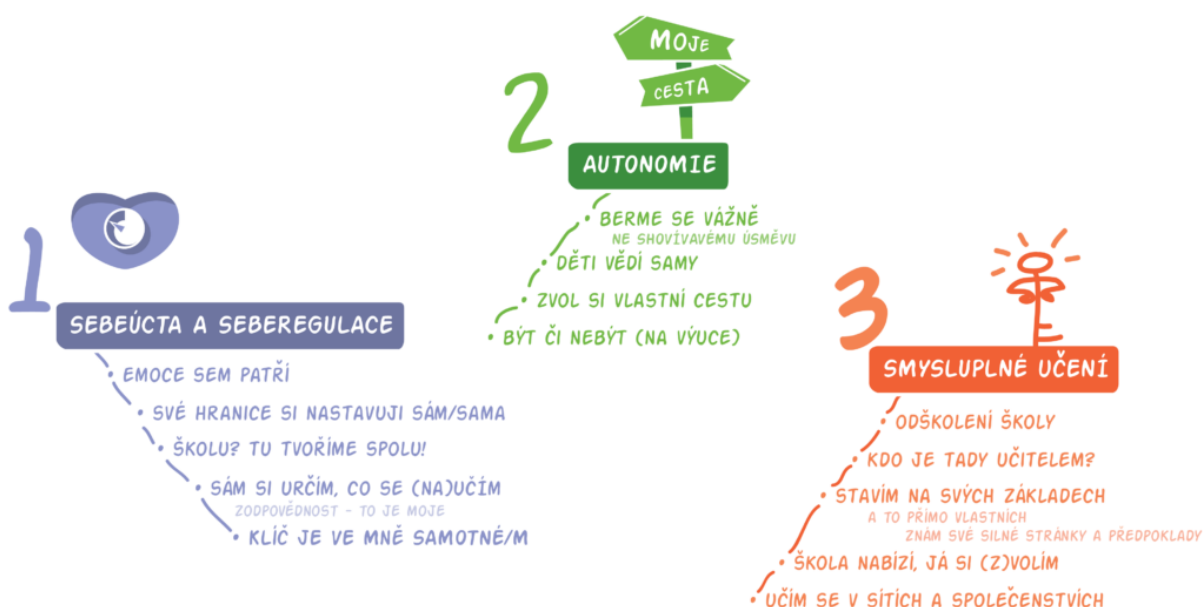 1
SEBEÚCTA A SEBEREGULACE
EMOCE SEM PATŘÍ
SVÉ HRANICE SI NASTAVUJI SÁM/SAMA
ŠKOLU? TU TVOŘÍME SPOLU!
SÁM SI URČÍM, CO SE (NA)UČÍM
ZODPOVĚDNOST - TO JE MOJE
KLÍČ JE VE MNĚ SAMOTNÉ/M
2
MOJE
CESTA
AUTONOMIE
BERME SE VÁŽNĚ
NE SHOVÍVAVÉMU ÚSMĚVU
DĚTI VĚDÍ SAMY
ZVOL SI VLASTNÍ CESTU
BÝT ČI NEBÝT (NA VÝUCE)
3
SMYSLUPLNÉ UČENÍ
ODŠKOLENÍ ŠKOLY
KDO JE TADY UČITELEM?
STAVÍM NA SVÝCH ZÁKLADECH
A TO PŘÍMO VLASTNÍCH
ZNÁM SVÉ SILNÉ STRÁNKY A PŘEDPOKLADY
ŠKOLA NABÍZÍ, JÁ SI (Z)VOLÍM
UČÍM SE V SÍTÍCH A SPOLEČENSTVÍCH